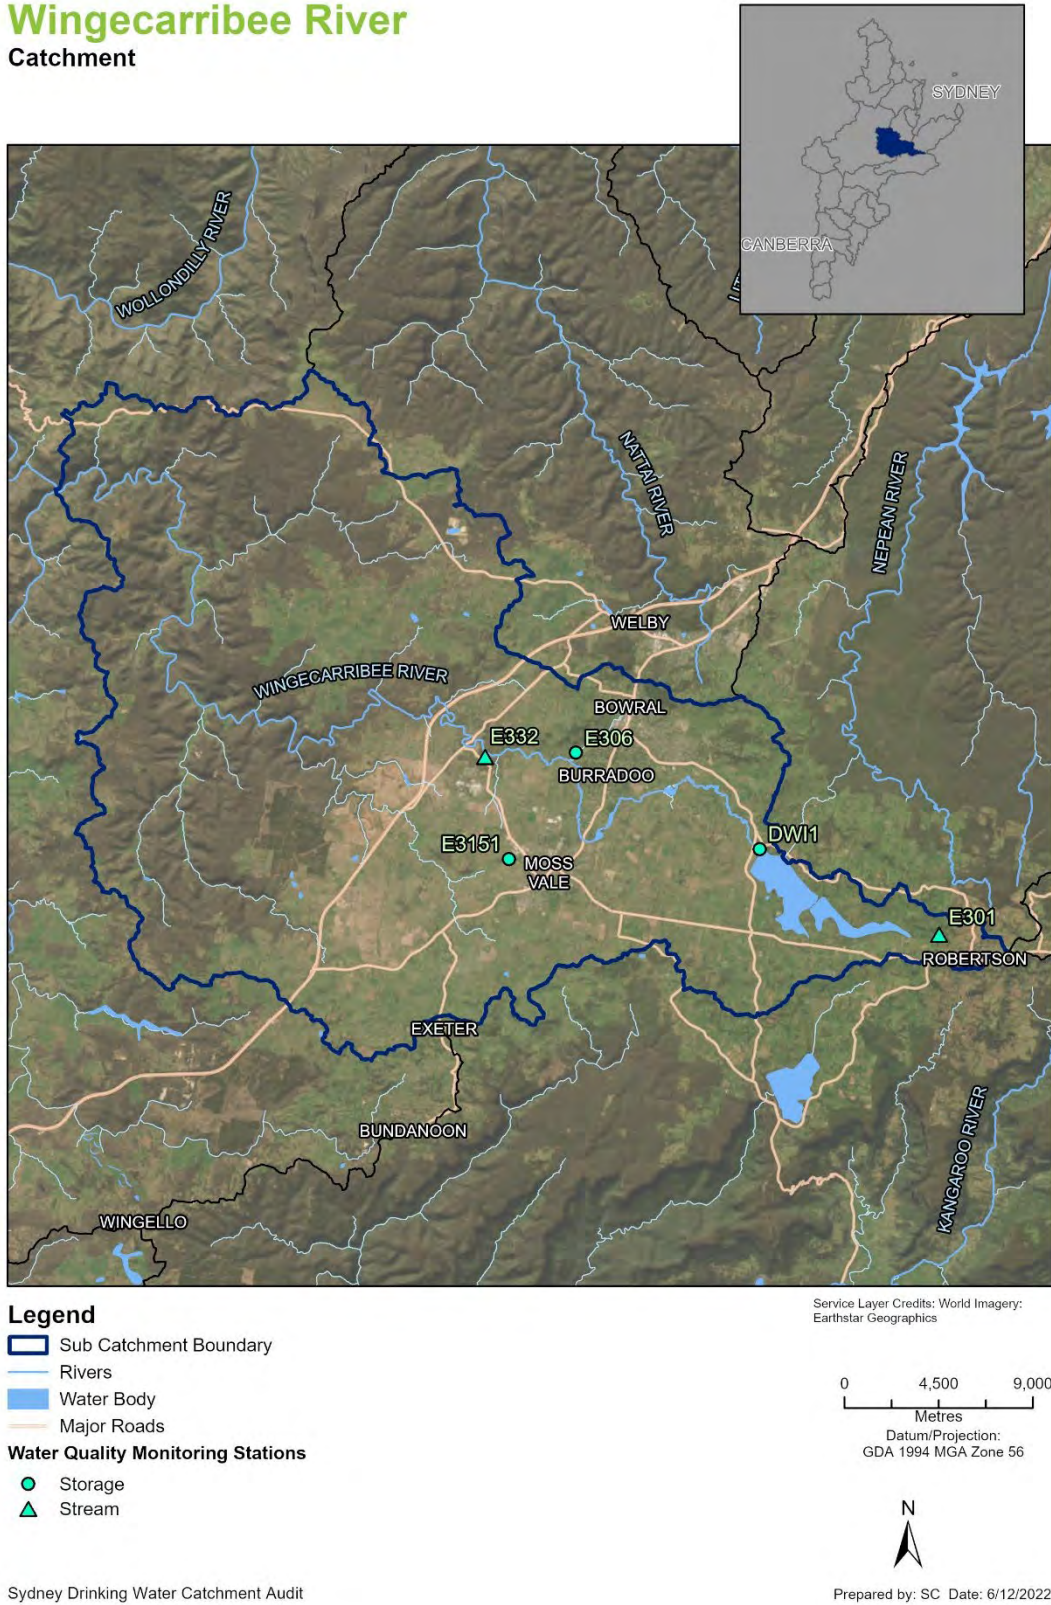 Wingecarribee River
Catchment
SYDNEY
CANBERRA
WOLLONDILLY RIVER
NATTAI RIVER
NEPEAN RIVER
WELBY
WINGECARRIBEE RIVER
BOWRAL
E332
E306
BURRADOO
DWI1
E3151
MOSS
VALE
E301
ROBERTSON
EXETER
BUNDANOON
KANGAROO RIVER
WINGELLO
Legend
Sub Catchment Boundary
Rivers
Water Body
Major Roads
Water Quality Monitoring Stations
Storage
Stream
Service Layer Credits: World Imagery:
Earthstar Geographics
0 4,500 9,000
Metres
Datum/Projection:
GDA 1994 MGA Zone 56
N
Sydney Drinking Water Catchment Audit
Prepared by: SC Date: 6/12/2022